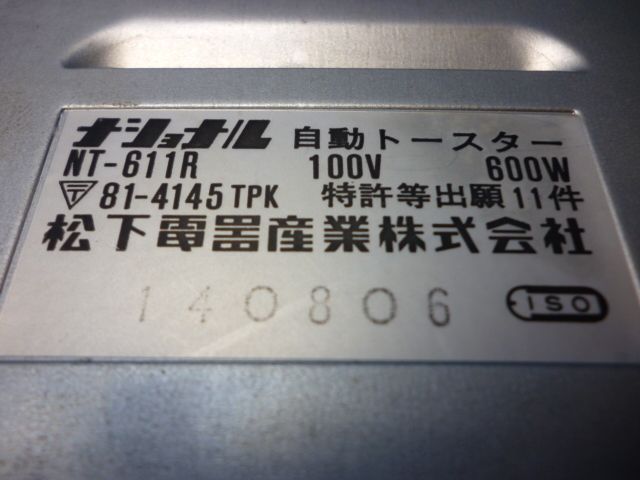 ナショナル 自動トースター
NT-611R 100V 600W
〒 81-4145 TPK 特許等出願11件
松下電器産業株式会社
140806 ISO